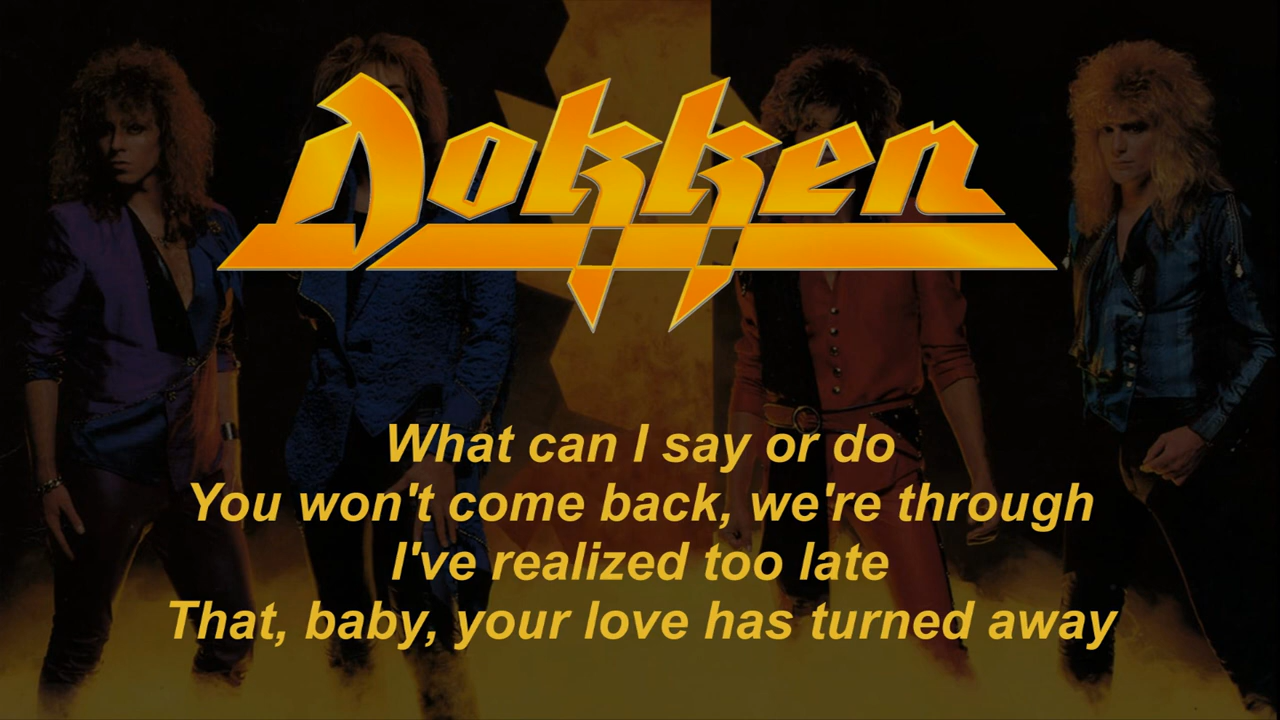 Dokken
What can I say or do
You won't come back, we're through
I've realized too late
That, baby, your love has turned away